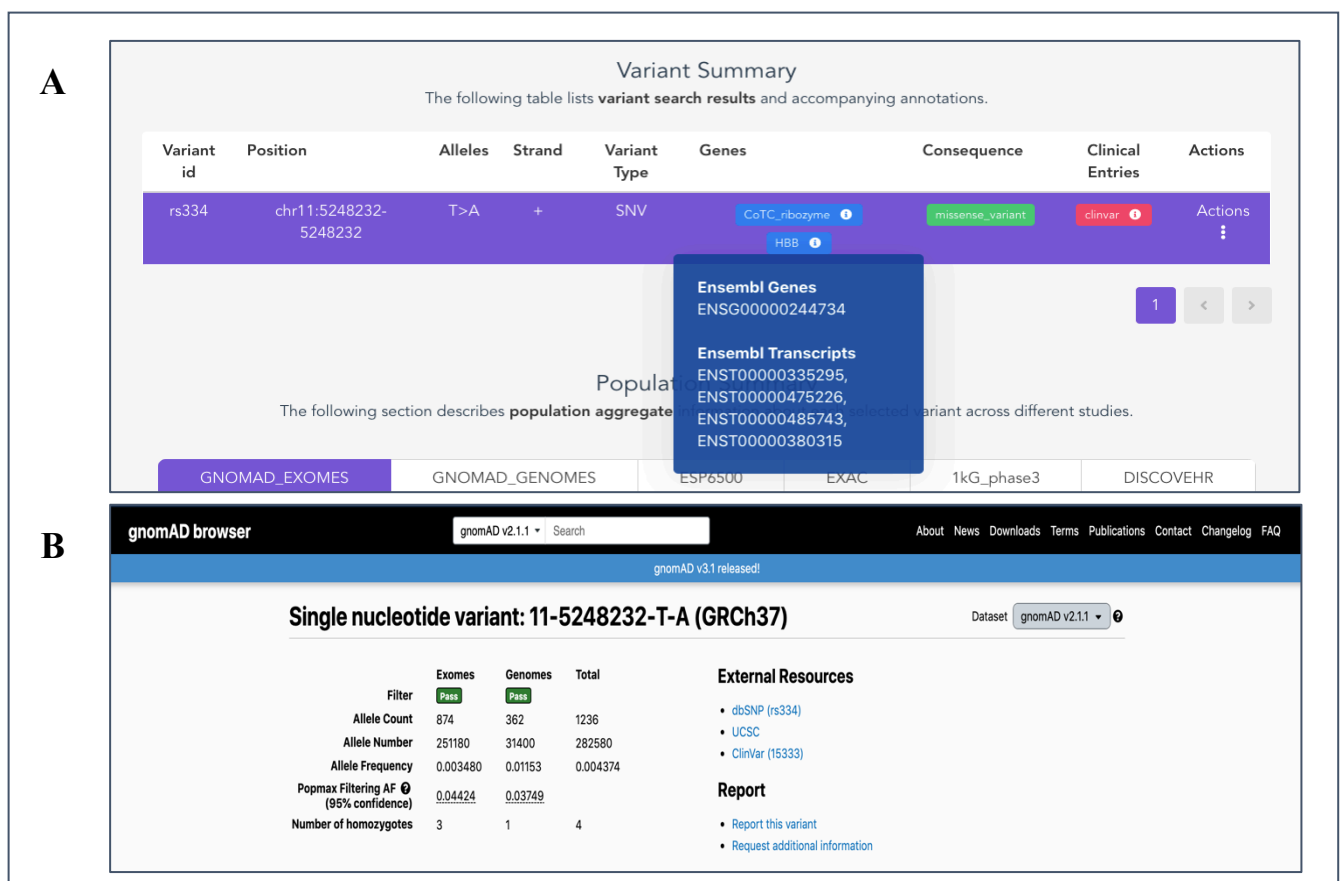 A
Variant Summary
The following table lists variant search results and accompanying annotations.
Variant id Position Alleles Strand Variant Type Genes Consequence Clinical Entries Actions
rs334 chr11:5248232-5248232 T>A + SNV CoTC_ribozyme HBB missense_variant clinvar Actions
Ensembl Genes
ENSG00000244734
Ensembl Transcripts
ENST00000335295,
ENST00000475226,
ENST00000485743,
ENST00000380315
1 < >
Population Summary
The following section describes population aggregate selected variant across different studies.
GNOMAD_EXOMES GNOMAD_GENOMES ESP6500 EXAC 1kG_phase3 DISCOVEHR
B
gnomAD browser gnomAD v2.1.1 Search About News Downloads Terms Publications Contact Changelog FAQ
gnomAD v3.1 released!
Single nucleotide variant: 11-5248232-T-A (GRCh37) Dataset gnomAD v2.1.1 ?
Exomes Genomes Total
Filter Pass Pass
Allele Count 874 362 1236
Allele Number 251180 31400 282580
Allele Frequency 0.003480 0.01153 0.004374
Popmax Filtering AF ?
(95% confidence) 0.04424 0.03749
Number of homozygotes 3 1 4
External Resources
• dbSNP (rs334)
• UCSC
• ClinVar (15333)
Report
• Report this variant
• Request additional information